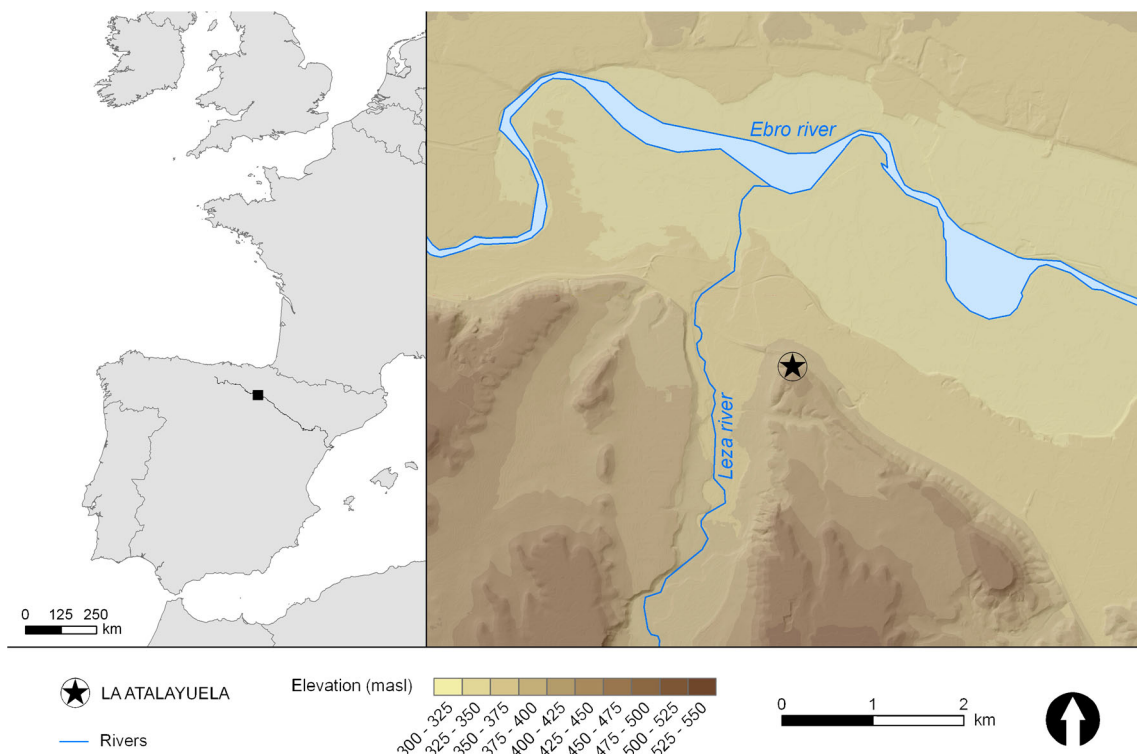 Ebro river
Leza river
0 125 250
km
LA ATALAYUELA
Rivers
Elevation (masl)
300 - 325
325 - 350
350 - 375
375 - 400
400 - 425
425 - 450
450 - 475
475 - 500
500 - 525
525 - 550
0 1 2
km